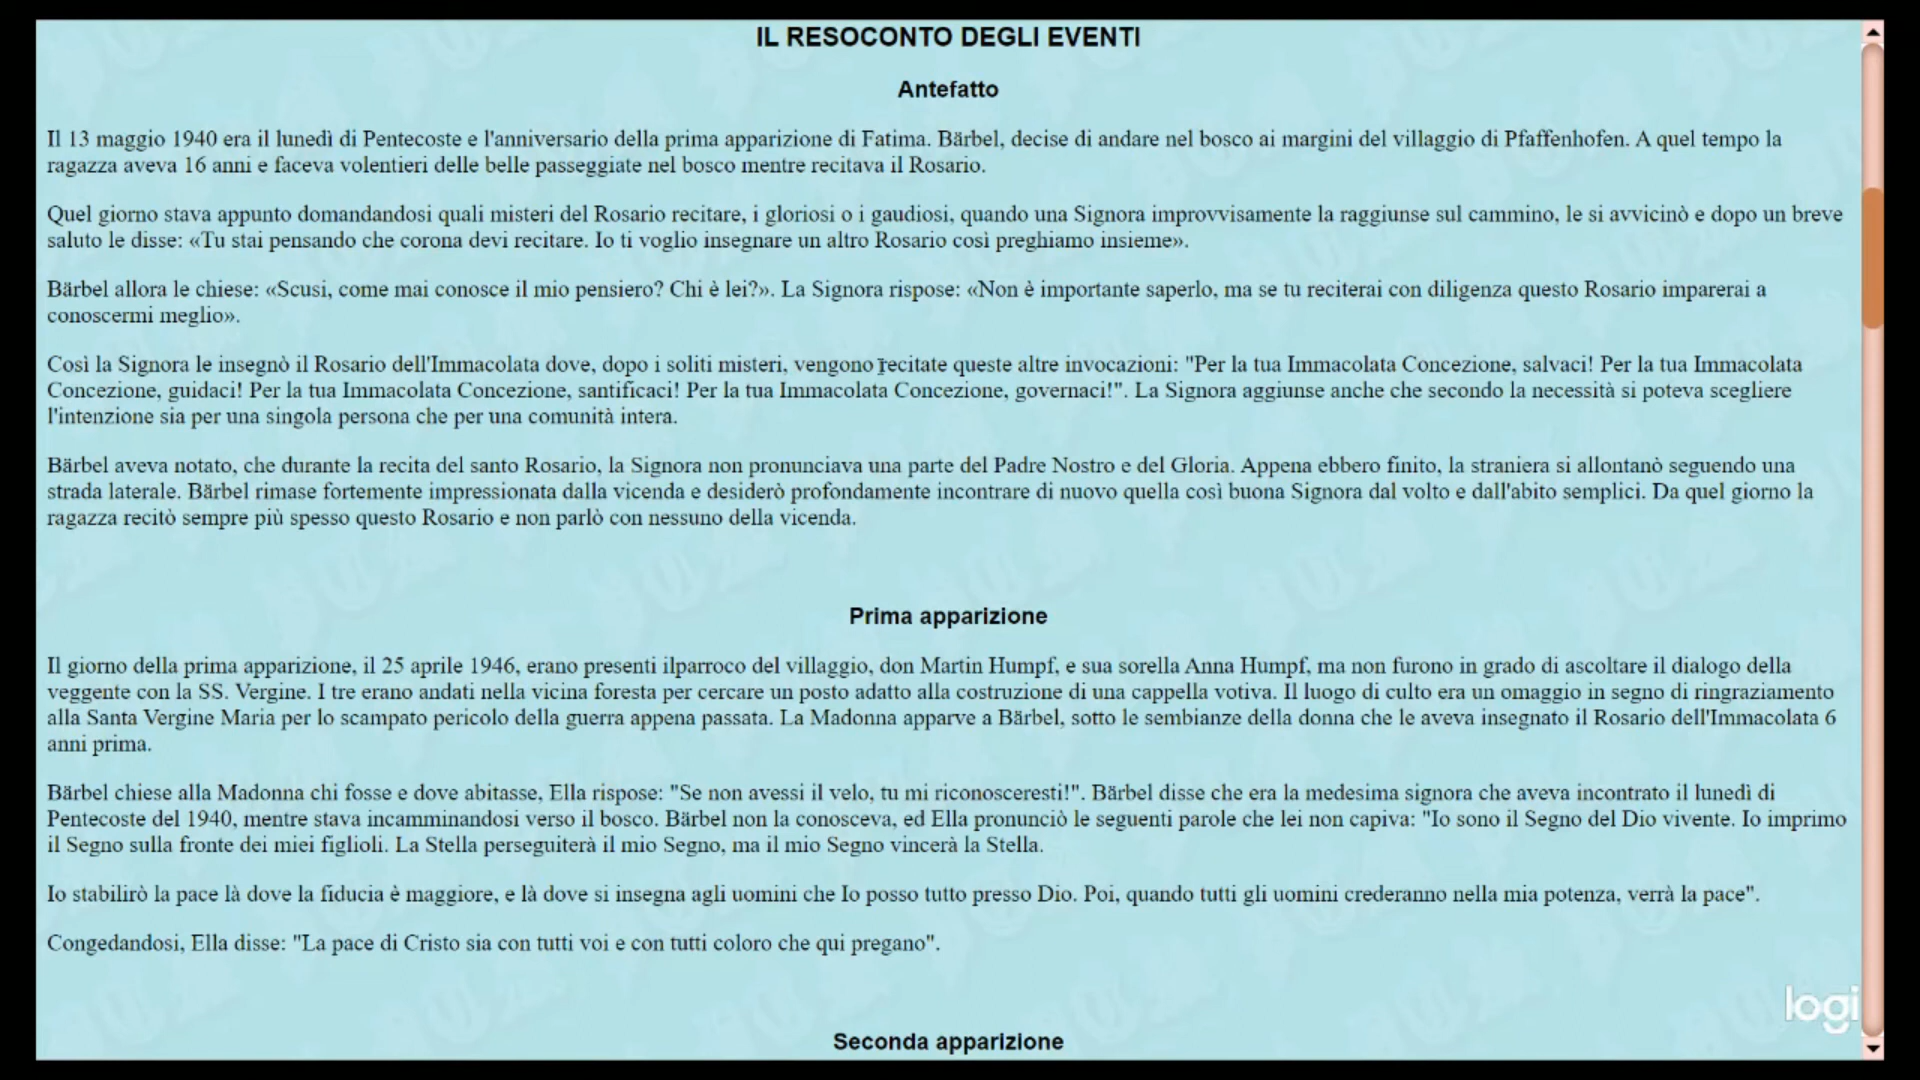 IL RESOCONTO DEGLI EVENTI
Antefatto
Il 13 maggio 1940 era il lunedì di Pentecoste e l'anniversario della prima apparizione di Fatima. Bärbel, decise di andare nel bosco ai margini del villaggio di Pfaffenhofen. A quel tempo la
ragazza aveva 16 anni e faceva volentieri delle belle passeggiate nel bosco mentre recitava il Rosario.
Quel giorno stava appunto domandandosi quali misteri del Rosario recitare, i gloriosi o i gaudiosi, quando una Signora improvvisamente la raggiunse sul cammino, le si avvicinò e dopo un breve
saluto le disse: «Tu stai pensando che corona devi recitare. Io ti voglio insegnare un altro Rosario così preghiamo insieme».
Bärbel allora le chiese: «Scusi, come mai conosce il mio pensiero? Chi è lei?». La Signora rispose: «Non è importante saperlo, ma se tu reciterai con diligenza questo Rosario imparerai a
conoscermi meglio».
Così la Signora le insegnò il Rosario dell'Immacolata dove, dopo i soliti misteri, vengono recitate queste altre invocazioni: "Per la tua Immacolata Concezione, salvaci! Per la tua Immacolata
Concezione, guidaci! Per la tua Immacolata Concezione, santificaci! Per la tua Immacolata Concezione, governaci!". La Signora aggiunse anche che secondo la necessità si poteva scegliere
l'intenzione sia per una singola persona che per una comunità intera.
Bärbel aveva notato, che durante la recita del santo Rosario, la Signora non pronunciava una parte del Padre Nostro e del Gloria. Appena ebbero finito, la straniera si allontanò seguendo una
strada laterale. Bärbel rimase fortemente impressionata dalla vicenda e desiderò profondamente incontrare di nuovo quella così buona Signora dal volto e dall'abito semplici. Da quel giorno la
ragazza recitò sempre più spesso questo Rosario e non parlò con nessuno della vicenda.
Prima apparizione
Il giorno della prima apparizione, il 25 aprile 1946, erano presenti ilparroco del villaggio, don Martin Humpf, e sua sorella Anna Humpf, ma non furono in grado di ascoltare il dialogo della
veggente con la SS. Vergine. I tre erano andati nella vicina foresta per cercare un posto adatto alla costruzione di una cappella votiva. Il luogo di culto era un omaggio in segno di ringraziamento
alla Santa Vergine Maria per lo scampato pericolo della guerra appena passata. La Madonna apparve a Bärbel, sotto le sembianze della donna che le aveva insegnato il Rosario dell'Immacolata 6
anni prima.
Bärbel chiese alla Madonna chi fosse e dove abitasse, Ella rispose: "Se non avessi il velo, tu mi riconosceresti!". Bärbel disse che era la medesima signora che aveva incontrato il lunedì di
Pentecoste del 1940, mentre stava incamminandosi verso il bosco. Bärbel non la conosceva, ed Ella pronunciò le seguenti parole che lei non capiva: "Io sono il Segno del Dio vivente. Io imprimo
il Segno sulla fronte dei miei figlioli. La Stella perseguiterà il mio Segno, ma il mio Segno vincerà la Stella.
Io stabilirò la pace là dove la fiducia è maggiore, e là dove si insegna agli uomini che Io posso tutto presso Dio. Poi, quando tutti gli uomini crederanno nella mia potenza, verrà la pace".
Congedandosi, Ella disse: "La pace di Cristo sia con tutti voi e con tutti coloro che qui pregano".
logi
Seconda apparizione